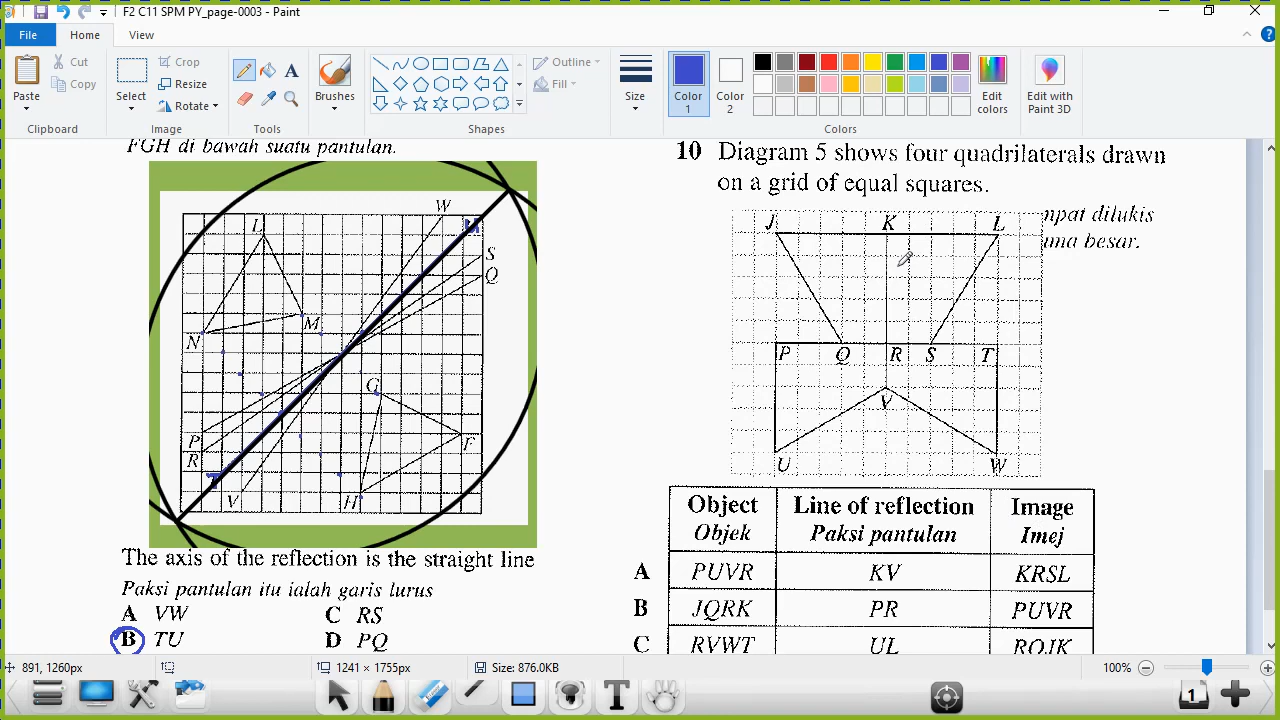 F2 C11 SPM PY_page-0003 - Paint
File Home View
Paste Cut Copy Select Crop Resize Rotate Brushes Outline Fill Size Color 1 Color 2 Edit colors Edit with Paint 3D
Clipboard Image Tools Shapes Colors
FGH di bawah suatu pantulan.
L W U S Q
N M
G
P F
R
T V H
The axis of the reflection is the straight line
Paksi pantulan itu ialah garis lurus
A VW C RS
B TU D PQ
10 Diagram 5 shows four quadrilaterals drawn
on a grid of equal squares.
mpat dilukis
ama besar.
J K L
P Q R S T
V
U W
Object Line of reflection Image
Objek Paksi pantulan Imej
A PUVR KV KRSL
B JQRK PR PUVR
C RVWT UL RQJK
891, 1260px 1241 × 1755px Size: 876.0KB 100%
1